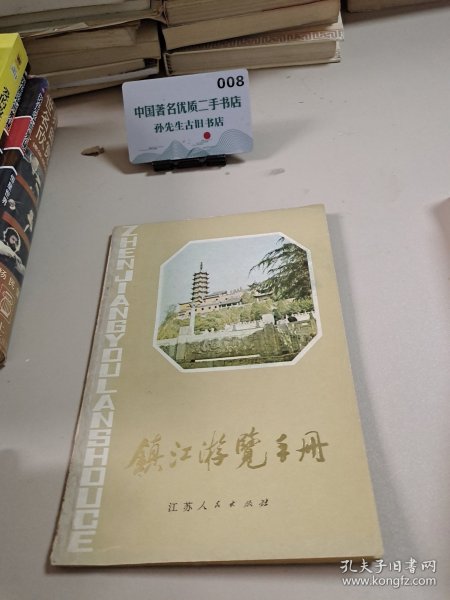 008
中国著名优质二手书店
孙先生古旧书店
ZHENJIANGYOULANSHOUCE
鎮江游覽手册
江苏人民出版社
孔夫子旧书网
www.kongfz.com